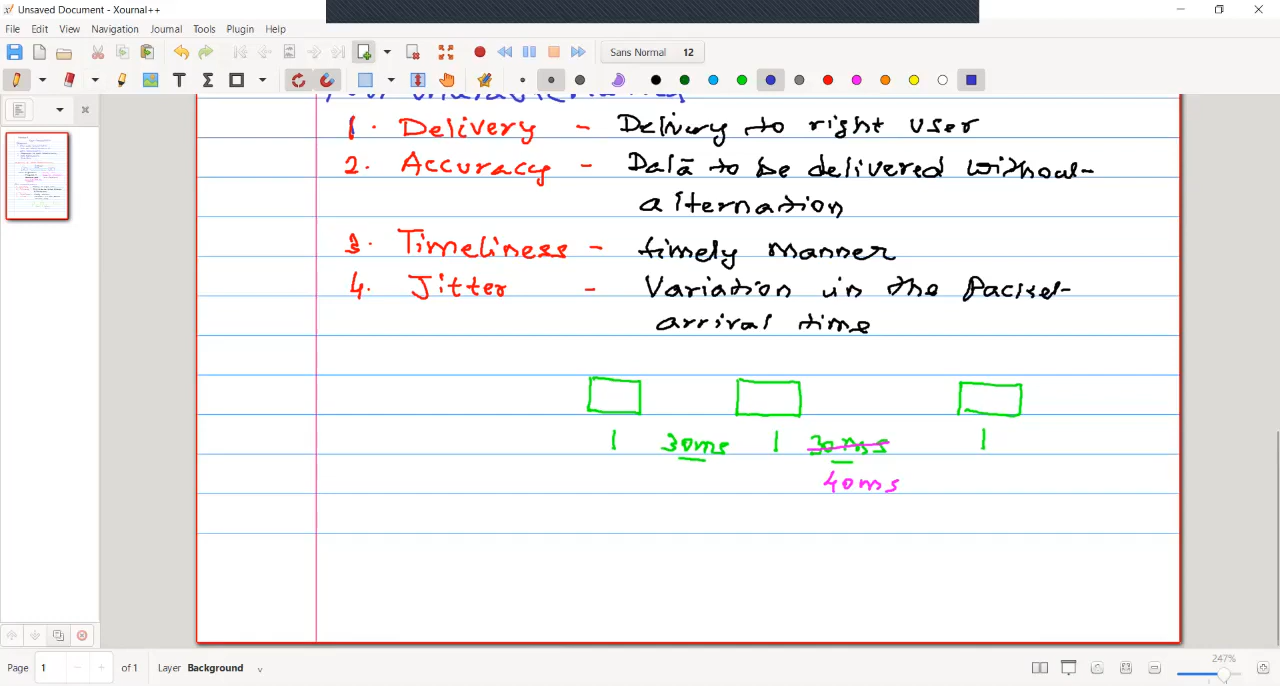 Unsaved Document - Xournal++
File Edit View Navigation Journal Tools Plugin Help
Sans Normal 12
1. Delivery - Delivery to right user
2. Accuracy - Data to be delivered without
alternation
3. Timeliness - timely manner
4. Jitter - Variation in the Packet
arrival time
1 30ms 1 30ms 1
40ms
Page 1 of 1 Layer Background 247%